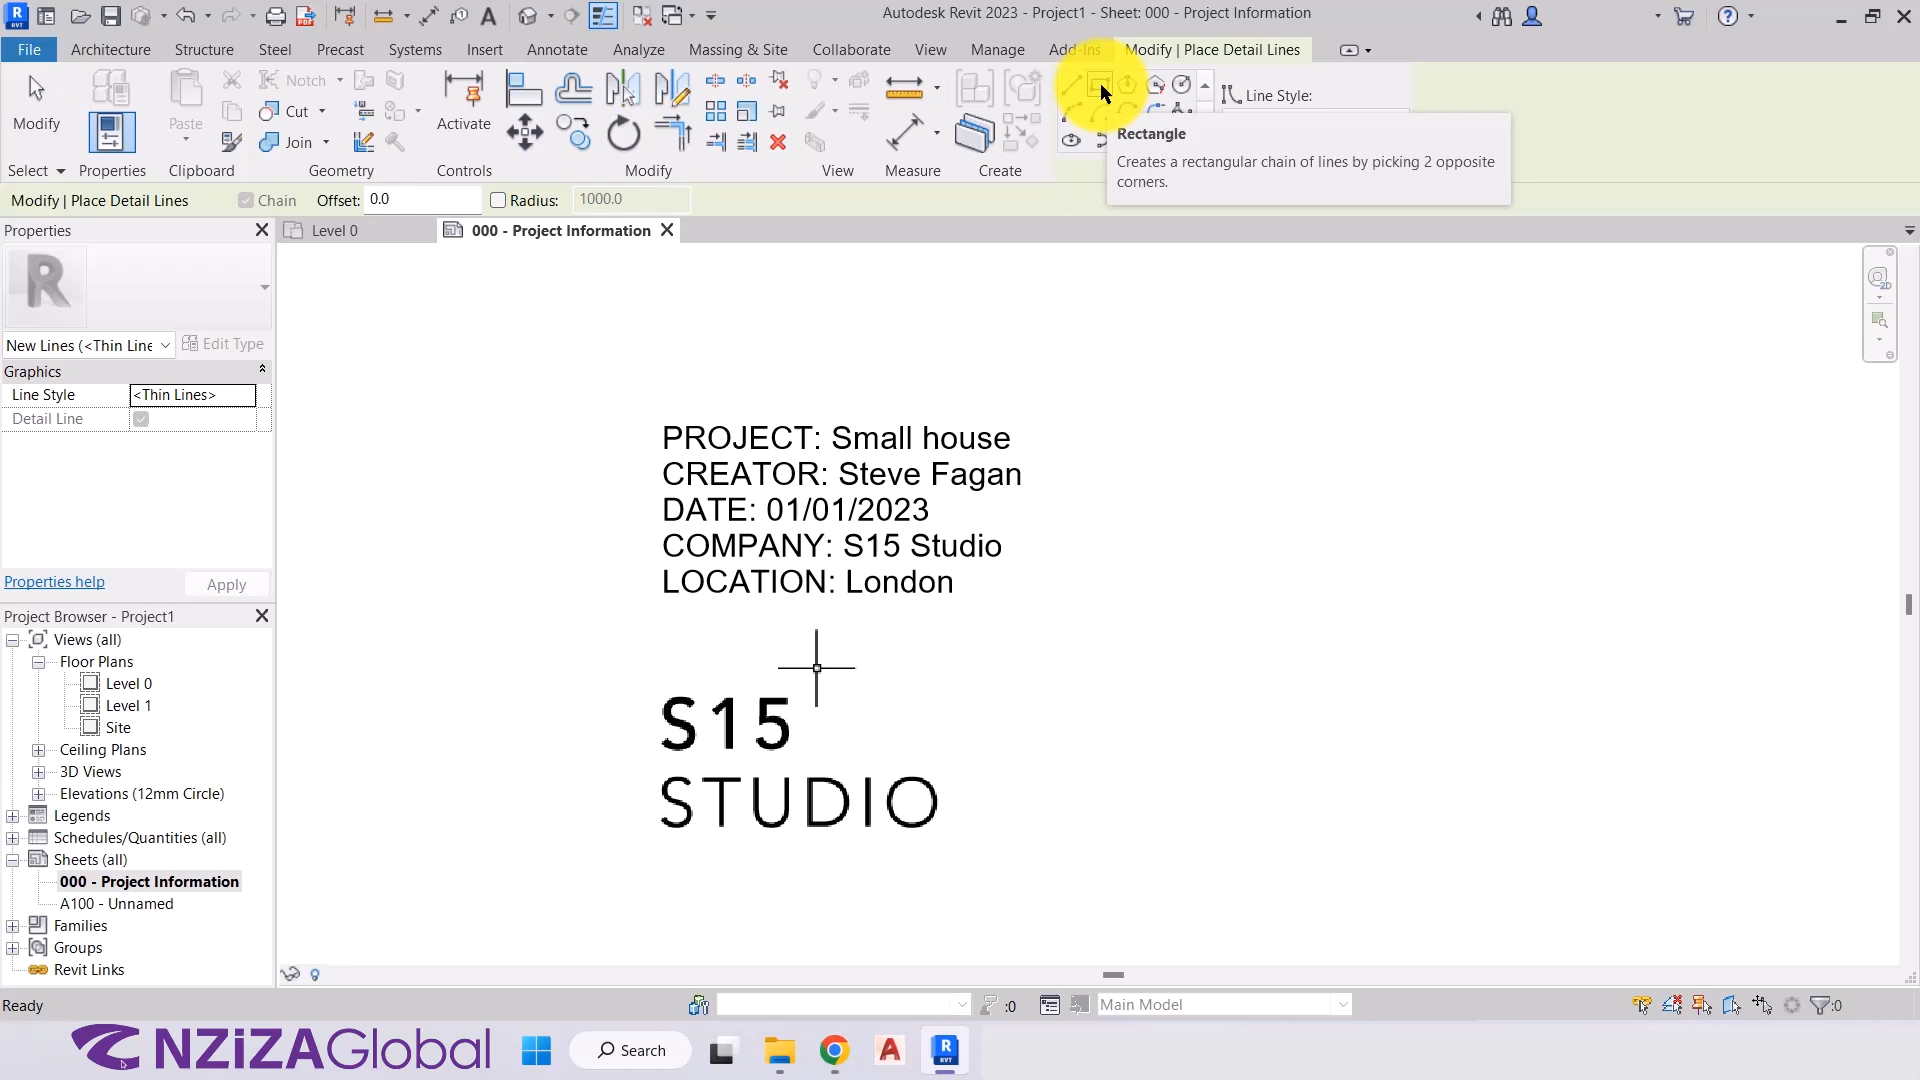 Autodesk Revit 2023 - Project1 - Sheet: 000 - Project Information
File Architecture Structure Steel Precast Systems Insert Annotate Analyze Massing & Site Collaborate View Manage Add-Ins Modify | Place Detail Lines
Modify
Paste
Notch
Cut
Join
Activate
Line Style:
Select Properties Clipboard Geometry Controls Modify View Measure Create
Rectangle
Creates a rectangular chain of lines by picking 2 opposite
corners.
Modify | Place Detail Lines Chain Offset: 0.0 Radius: 1000.0
Properties
Level 0
000 - Project Information
R
New Lines (<Thin Line
Edit Type
Graphics
Line Style <Thin Lines>
Detail Line
Properties help
Apply
Project Browser - Project1
Views (all)
Floor Plans
Level 0
Level 1
Site
Ceiling Plans
3D Views
Elevations (12mm Circle)
Legends
Schedules/Quantities (all)
Sheets (all)
000 - Project Information
A100 - Unnamed
Families
Groups
Revit Links
PROJECT: Small house
CREATOR: Steve Fagan
DATE: 01/01/2023
COMPANY: S15 Studio
LOCATION: London
S15
STUDIO
2D
Ready
:0
Main Model
:0
NZiZAGlobal
Search
A
R
RVT